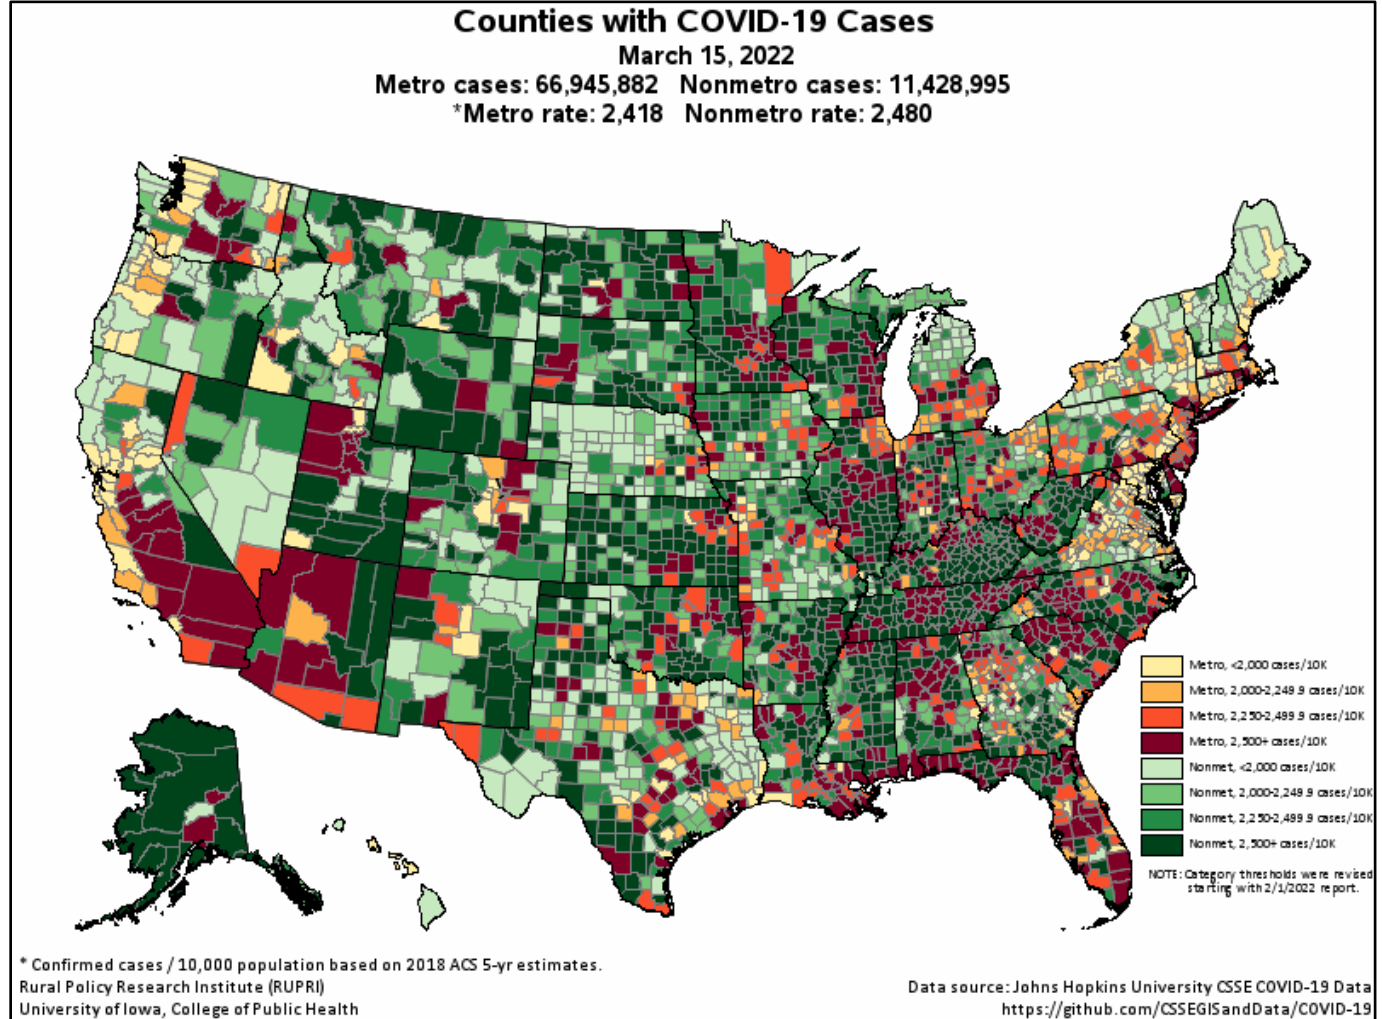 Counties with COVID-19 Cases
March 15, 2022
Metro cases: 66,945,882 Nonmetro cases: 11,428,995
*Metro rate: 2,418 Nonmetro rate: 2,480
Metro, <2,000 cases/10K
Metro, 2,000-2,249.9 cases/10K
Metro, 2,250-2,499.9 cases/10K
Metro, 2,500+ cases/10K
Nonmet, <2,000 cases/10K
Nonmet, 2,000-2,249.9 cases/10K
Nonmet, 2,250-2,499.9 cases/10K
Nonmet, 2,500+ cases/10K
NOTE: Category thresholds were revised
starting with 2/1/2022 report.
* Confirmed cases / 10,000 population based on 2018 ACS 5-yr estimates.
Rural Policy Research Institute (RUPRI)
University of Iowa, College of Public Health
Data source: Johns Hopkins University CSSE COVID-19 Data
https://github.com/CSSEGISandData/COVID-19